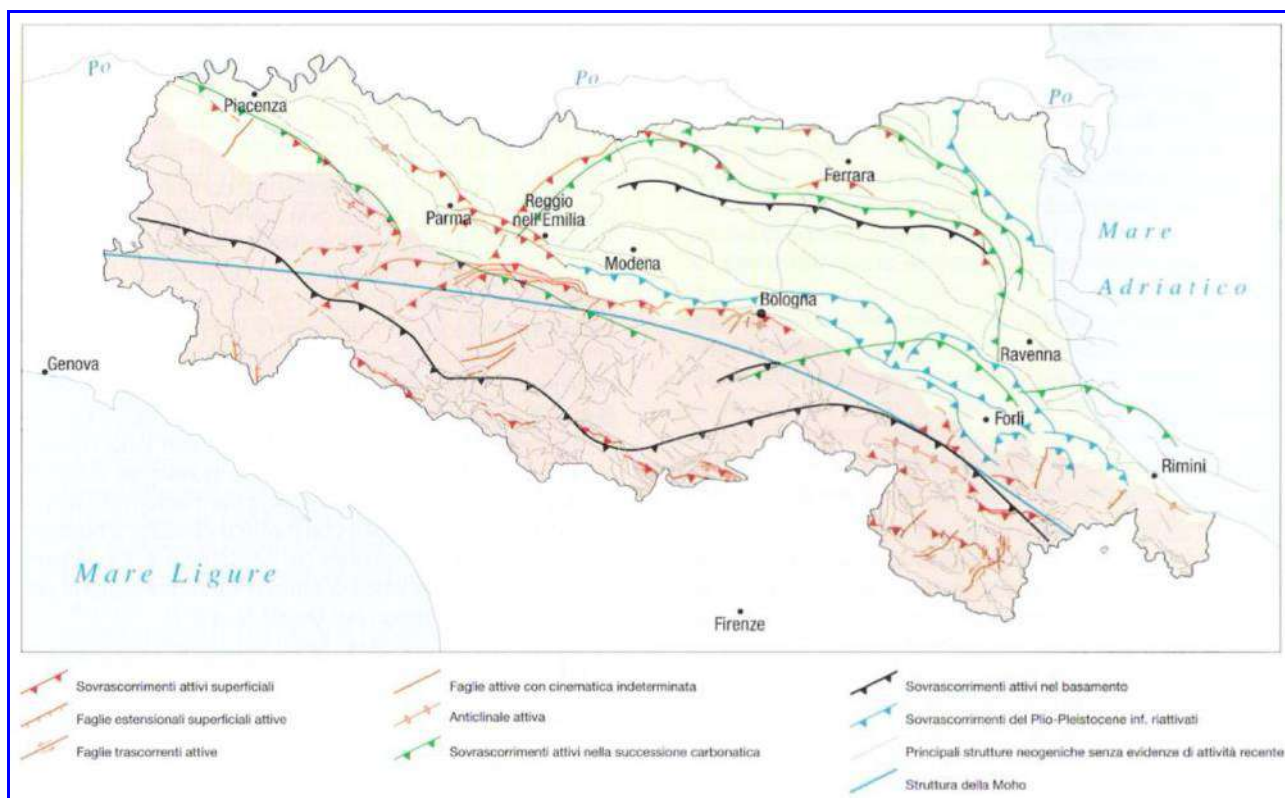 Po
Po
Po
Piacenza
Ferrara
Parma
Reggio
nell'Emilia
Modena
Mare
Adriatico
Bologna
Ravenna
Genova
Forlì
Rimini
Mare Ligure
Firenze
Sovrascorrimenti attivi superficiali
Faglie estensionali superficiali attive
Faglie trascorrenti attive
Faglie attive con cinematica indeterminata
Anticlinale attiva
Sovrascorrimenti attivi nella successione carbonatica
Sovrascorrimenti attivi nel basamento
Sovrascorrimenti del Plio-Pleistocene inf. riattivati
Principali strutture neogeniche senza evidenze di attività recente
Struttura della Moho